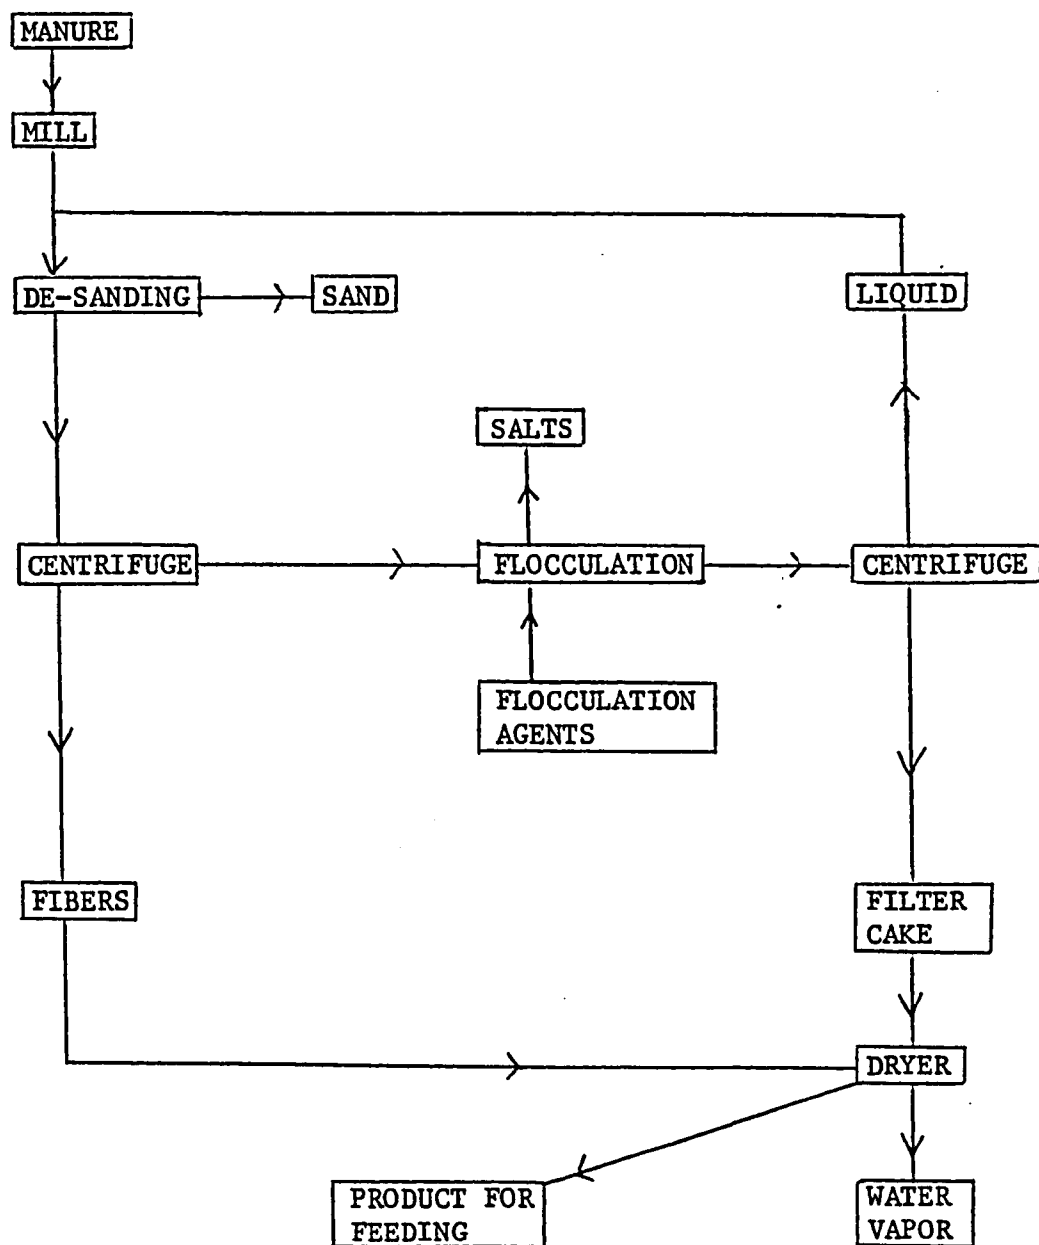 MANURE
MILL
DE-SANDING
SAND
LIQUID
SALTS
CENTRIFUGE
FLOCCULATION
CENTRIFUGE
FLOCCULATION
AGENTS
FIBERS
FILTER
CAKE
DRYER
PRODUCT FOR
FEEDING
WATER
VAPOR